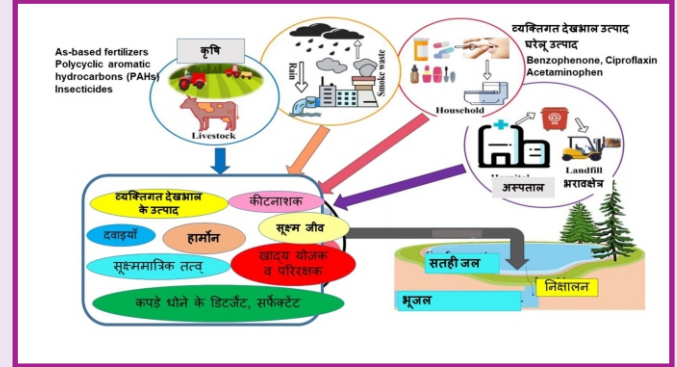 As-based fertilizers
Polycyclic aromatic
hydrocarbons (PAHs)
Insecticides
कृषि
Livestock
Rain
Smoke waste
Household
व्यक्तिगत देखभाल उत्पाद
घरेलू उत्पाद
Benzophenone, Ciproflaxin
Acetaminophen
Landfill
अस्पताल
भरावक्षेत्र
व्यक्तिगत देखभाल
के उत्पाद
कीटनाशक
दवाइयाँ
हार्मोन
सूक्ष्म जीव
सूक्ष्ममात्रिक तत्व्
खाद्य योजक
व परिरक्षक
कपड़े धोने के डिटर्जेंट, सर्फेक्टेंट
सतही जल
निक्षालन
भूजल